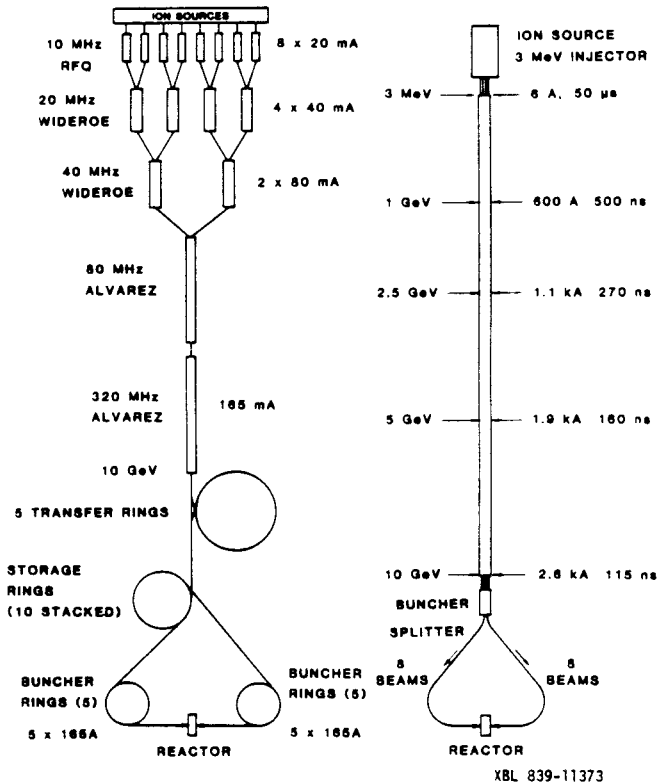 ION SOURCES
10 MHz
RFQ
8 x 20 mA
20 MHz
WIDEROE
4 x 40 mA
40 MHz
WIDEROE
2 x 80 mA
80 MHz
ALVAREZ
320 MHz
ALVAREZ
165 mA
10 GeV
5 TRANSFER RINGS
STORAGE
RINGS
(10 STACKED)
BUNCHER
RINGS (5)
BUNCHER
RINGS (5)
5 x 165A
5 x 165A
REACTOR
ION SOURCE
3 MeV INJECTOR
3 MeV
6 A, 50 µs
1 GeV
600 A 500 ns
2.5 GeV
1.1 kA 270 ns
5 GeV
1.9 kA 160 ns
10 GeV
2.6 kA 115 ns
BUNCHER
SPLITTER
8
BEAMS
BEAMS
REACTOR
XBL 839-11373